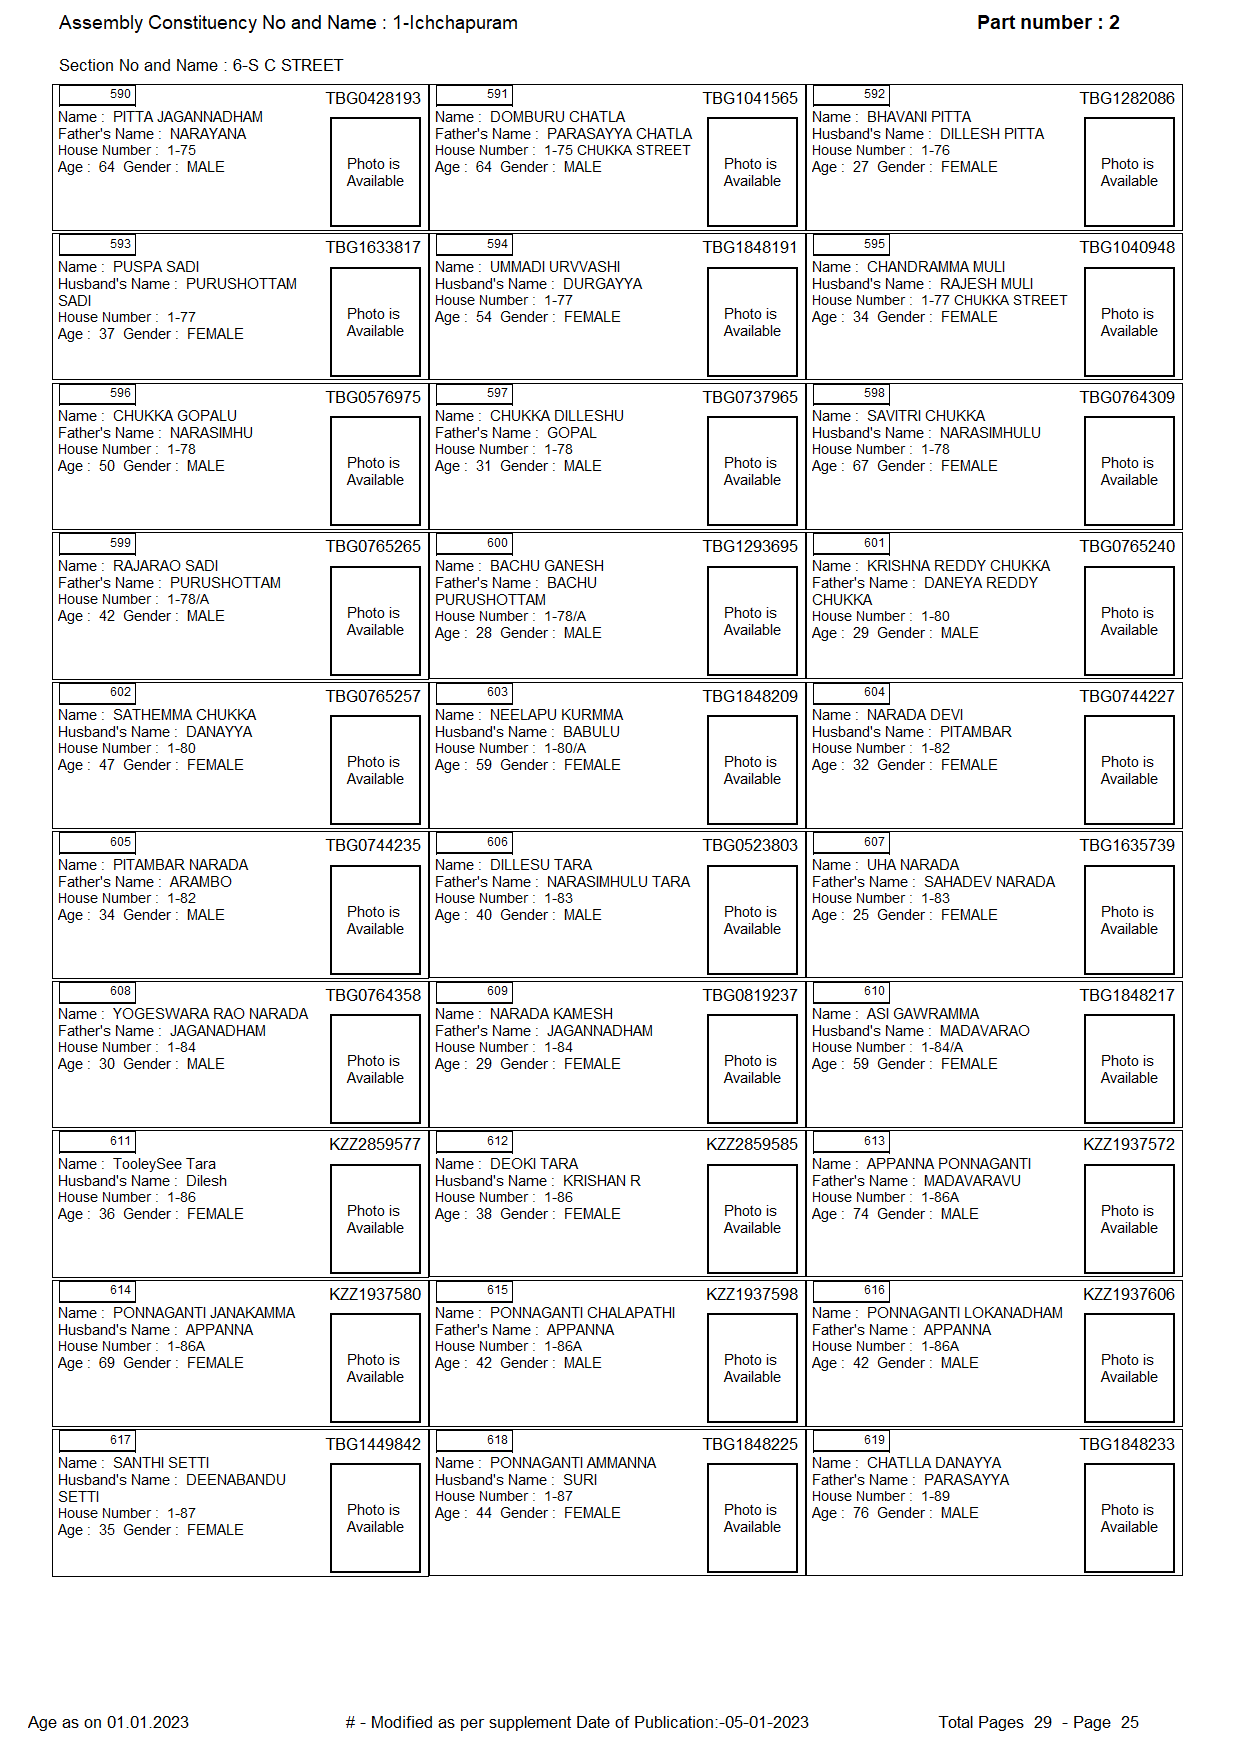 Assembly Constituency No and Name : 1-Ichchapuram
Part number : 2
Section No and Name : 6-S C STREET
590
TBG0428193
Name : PITTA JAGANNADHAM
Father's Name : NARAYANA
House Number : 1-75
Age : 64 Gender : MALE
Photo is
Available
591
TBG1041565
Name : DOMBURU CHATLA
Father's Name : PARASAYYA CHATLA
House Number : 1-75 CHUKKA STREET
Age : 64 Gender : MALE
Photo is
Available
592
TBG1282086
Name : BHAVANI PITTA
Husband's Name : DILLESH PITTA
House Number : 1-76
Age : 27 Gender : FEMALE
Photo is
Available
593
TBG1633817
Name : PUSPA SADI
Husband's Name : PURUSHOTTAM
SADI
House Number : 1-77
Age : 37 Gender : FEMALE
Photo is
Available
594
TBG1848191
Name : UMMADI URVVASHI
Husband's Name : DURGAYYA
House Number : 1-77
Age : 54 Gender : FEMALE
Photo is
Available
595
TBG1040948
Name : CHANDRAMMA MULI
Husband's Name : RAJESH MULI
House Number : 1-77 CHUKKA STREET
Age : 34 Gender : FEMALE
Photo is
Available
596
TBG0576975
Name : CHUKKA GOPALU
Father's Name : NARASIMHU
House Number : 1-78
Age : 50 Gender : MALE
Photo is
Available
597
TBG0737965
Name : CHUKKA DILLESHU
Father's Name : GOPAL
House Number : 1-78
Age : 31 Gender : MALE
Photo is
Available
598
TBG0764309
Name : SAVITRI CHUKKA
Husband's Name : NARASIMHULU
House Number : 1-78
Age : 67 Gender : FEMALE
Photo is
Available
599
TBG0765265
Name : RAJARAO SADI
Father's Name : PURUSHOTTAM
House Number : 1-78/A
Age : 42 Gender : MALE
Photo is
Available
600
TBG1293695
Name : BACHU GANESH
Father's Name : BACHU
PURUSHOTTAM
House Number : 1-78/A
Age : 28 Gender : MALE
Photo is
Available
601
TBG0765240
Name : KRISHNA REDDY CHUKKA
Father's Name : DANEYA REDDY
CHUKKA
House Number : 1-80
Age : 29 Gender : MALE
Photo is
Available
602
TBG0765257
Name : SATHEMMA CHUKKA
Husband's Name : DANAYYA
House Number : 1-80
Age : 47 Gender : FEMALE
Photo is
Available
603
TBG1848209
Name : NEELAPU KURMMA
Husband's Name : BABULU
House Number : 1-80/A
Age : 59 Gender : FEMALE
Photo is
Available
604
TBG0744227
Name : NARADA DEVI
Husband's Name : PITAMBAR
House Number : 1-82
Age : 32 Gender : FEMALE
Photo is
Available
605
TBG0744235
Name : PITAMBAR NARADA
Father's Name : ARAMBO
House Number : 1-82
Age : 34 Gender : MALE
Photo is
Available
606
TBG0523803
Name : DILLESU TARA
Father's Name : NARASIMHULU TARA
House Number : 1-83
Age : 40 Gender : MALE
Photo is
Available
607
TBG1635739
Name : UHA NARADA
Father's Name : SAHADEV NARADA
House Number : 1-83
Age : 25 Gender : FEMALE
Photo is
Available
608
TBG0764358
Name : YOGESWARA RAO NARADA
Father's Name : JAGANADHAM
House Number : 1-84
Age : 30 Gender : MALE
Photo is
Available
609
TBG0819237
Name : NARADA KAMESH
Father's Name : JAGANNADHAM
House Number : 1-84
Age : 29 Gender : FEMALE
Photo is
Available
610
TBG1848217
Name : ASI GAWRAMMA
Husband's Name : MADAVARAO
House Number : 1-84/A
Age : 59 Gender : FEMALE
Photo is
Available
611
KZZ2859577
Name : TooleySee Tara
Husband's Name : Dilesh
House Number : 1-86
Age : 36 Gender : FEMALE
Photo is
Available
612
KZZ2859585
Name : DEOKI TARA
Husband's Name : KRISHAN R
House Number : 1-86
Age : 38 Gender : FEMALE
Photo is
Available
613
KZZ1937572
Name : APPANNA PONNAGANTI
Father's Name : MADAVARAVU
House Number : 1-86A
Age : 74 Gender : MALE
Photo is
Available
614
KZZ1937580
Name : PONNAGANTI JANAKAMMA
Husband's Name : APPANNA
House Number : 1-86A
Age : 69 Gender : FEMALE
Photo is
Available
615
KZZ1937598
Name : PONNAGANTI CHALAPATHI
Father's Name : APPANNA
House Number : 1-86A
Age : 42 Gender : MALE
Photo is
Available
616
KZZ1937606
Name : PONNAGANTI LOKANADHAM
Father's Name : APPANNA
House Number : 1-86A
Age : 42 Gender : MALE
Photo is
Available
617
TBG1449842
Name : SANTHI SETTI
Husband's Name : DEENABANDU
SETTI
House Number : 1-87
Age : 35 Gender : FEMALE
Photo is
Available
618
TBG1848225
Name : PONNAGANTI AMMANNA
Husband's Name : SURI
House Number : 1-87
Age : 44 Gender : FEMALE
Photo is
Available
619
TBG1848233
Name : CHATLLA DANAYYA
Father's Name : PARASAYYA
House Number : 1-89
Age : 76 Gender : MALE
Photo is
Available
Age as on 01.01.2023
# - Modified as per supplement Date of Publication:-05-01-2023
Total Pages 29 - Page 25